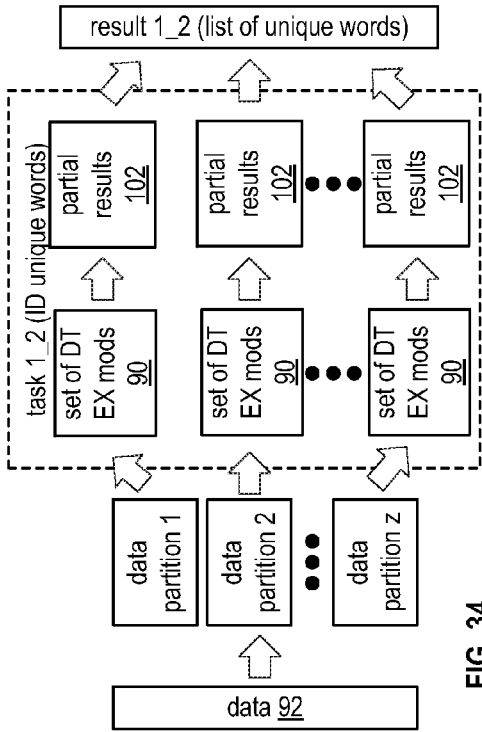 result 1_2 (list of unique words)
task 1_2 (ID unique words)
partial
results
102
partial
results
102
partial
results
102
set of DT
EX mods
90
set of DT
EX mods
90
set of DT
EX mods
90
data
partition 1
data
partition 2
data
partition z
data 92
FIG. 34